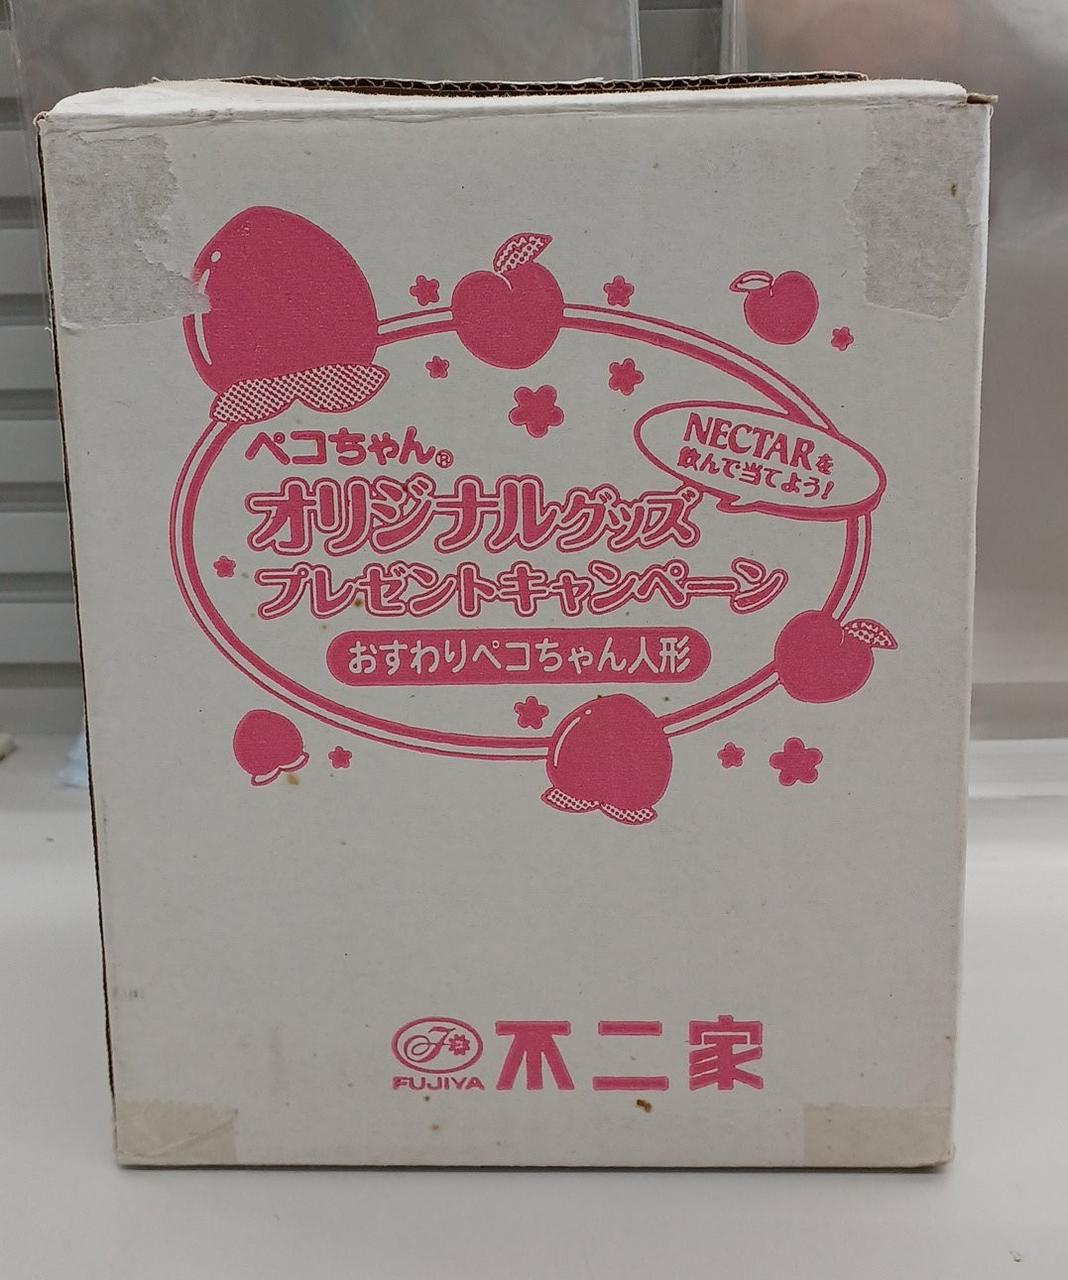 ペコちゃん®
オリジナルグッズ
プレゼントキャンペーン
おすわりペコちゃん人形
NECTARを
飲んで当てよう!
FUJIYA
不二家